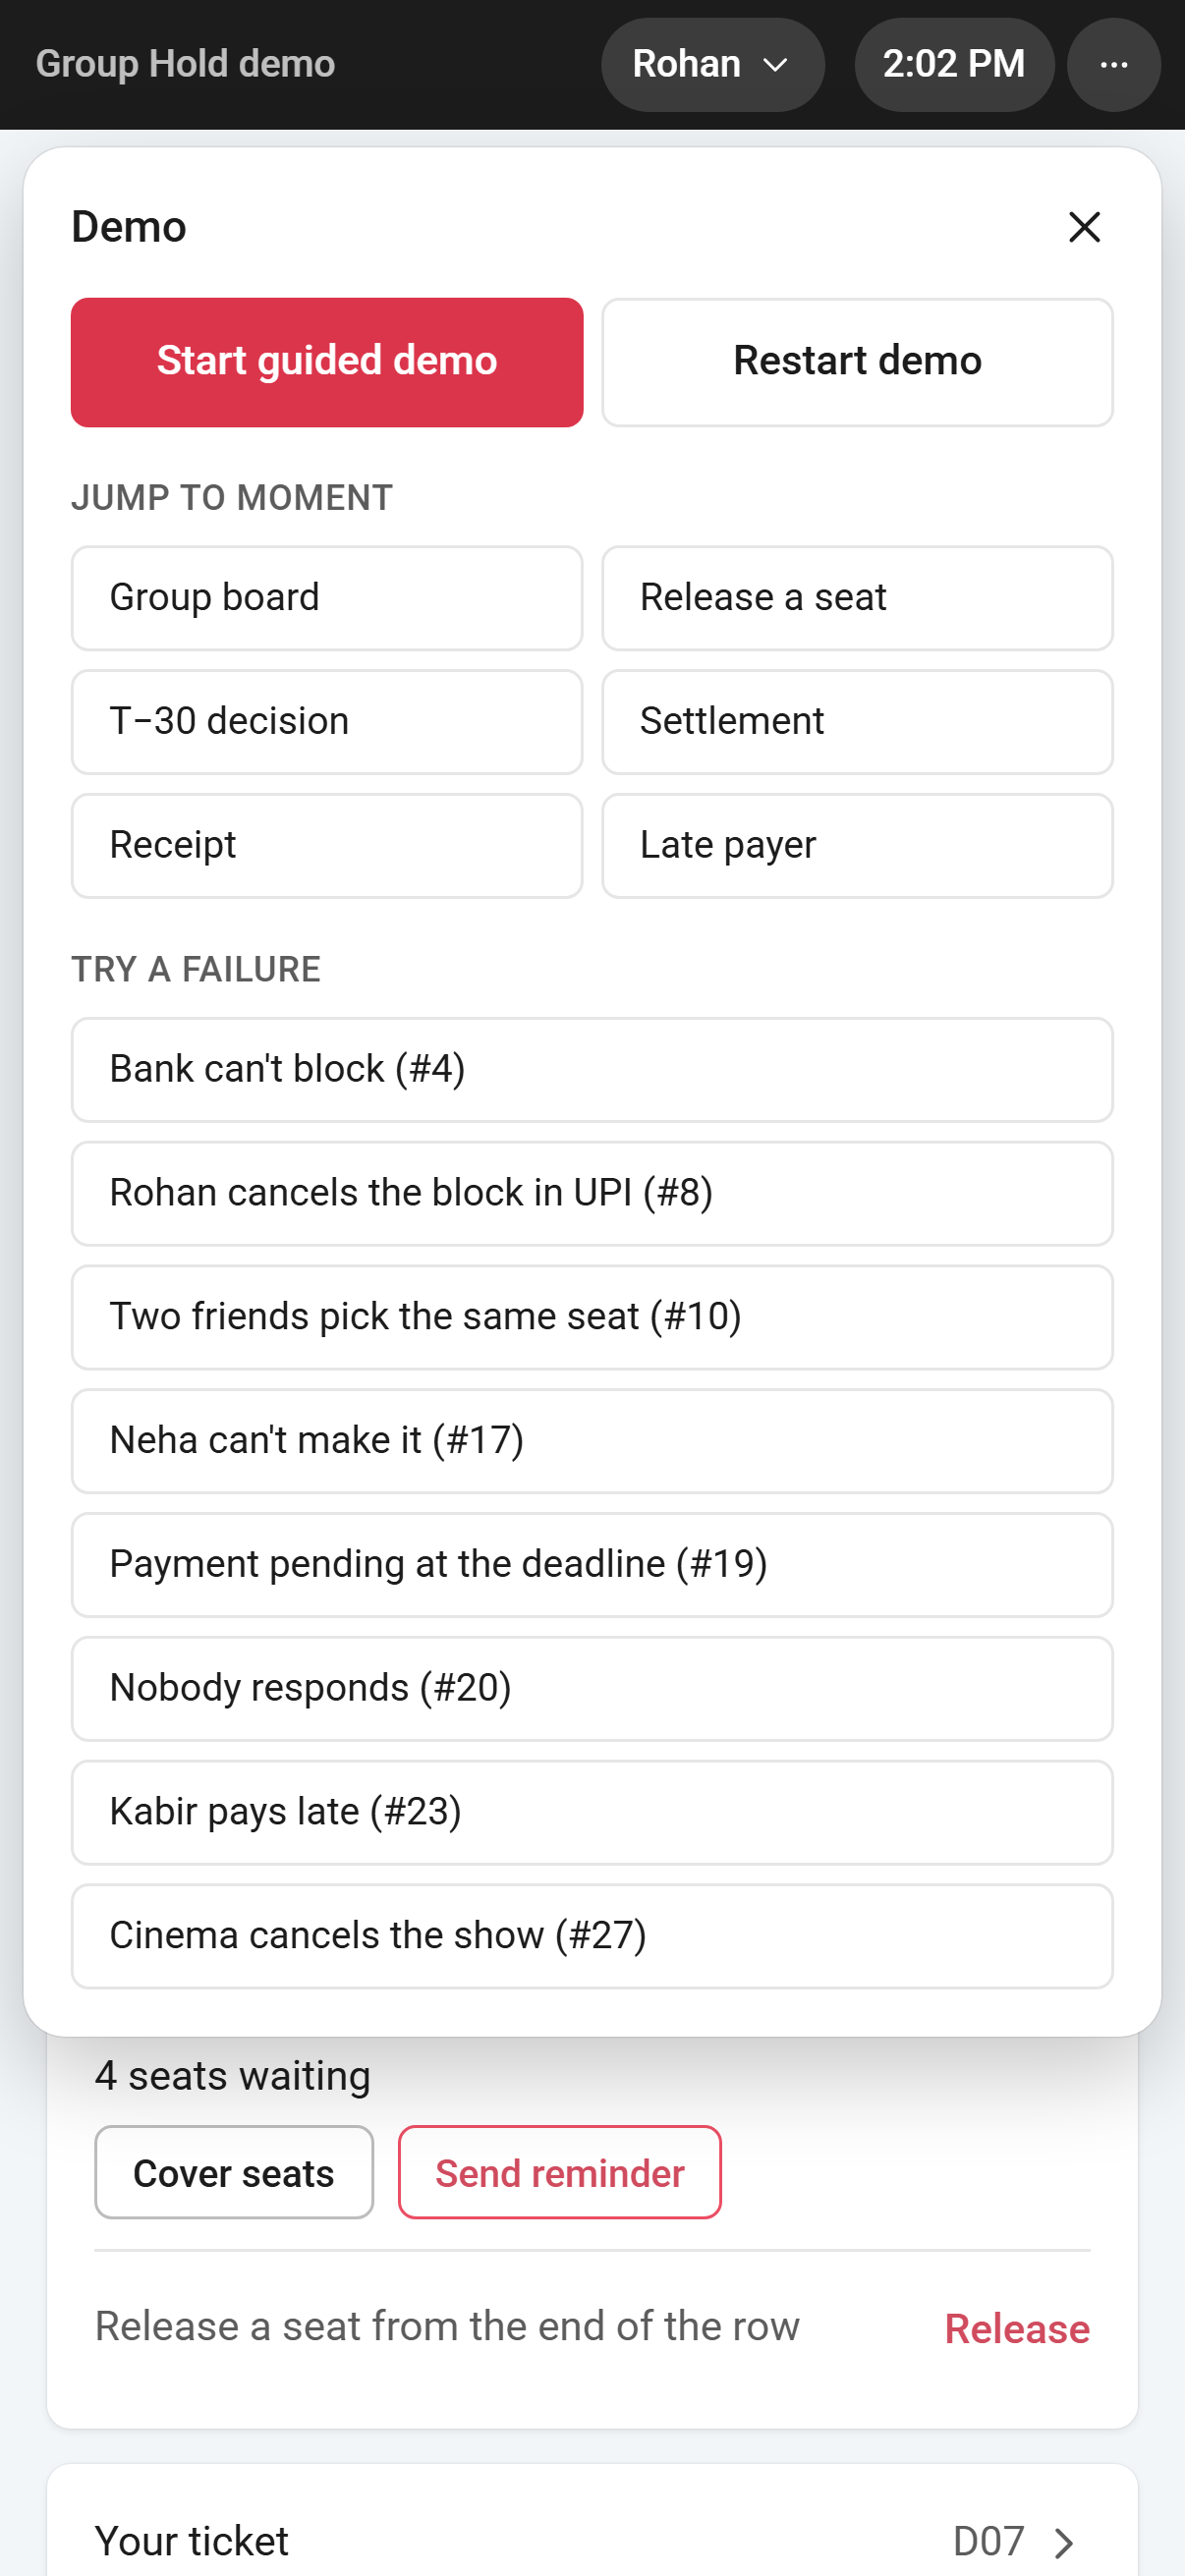 Group Hold demo
Rohan
2:02 PM
Demo
Start guided demo
Restart demo
JUMP TO MOMENT
Group board
Release a seat
T−30 decision
Settlement
Receipt
Late payer
TRY A FAILURE
Bank can't block (#4)
Rohan cancels the block in UPI (#8)
Two friends pick the same seat (#10)
Neha can't make it (#17)
Payment pending at the deadline (#19)
Nobody responds (#20)
Kabir pays late (#23)
Cinema cancels the show (#27)
4 seats waiting
Cover seats
Send reminder
Release a seat from the end of the row
Release
Your ticket
D07